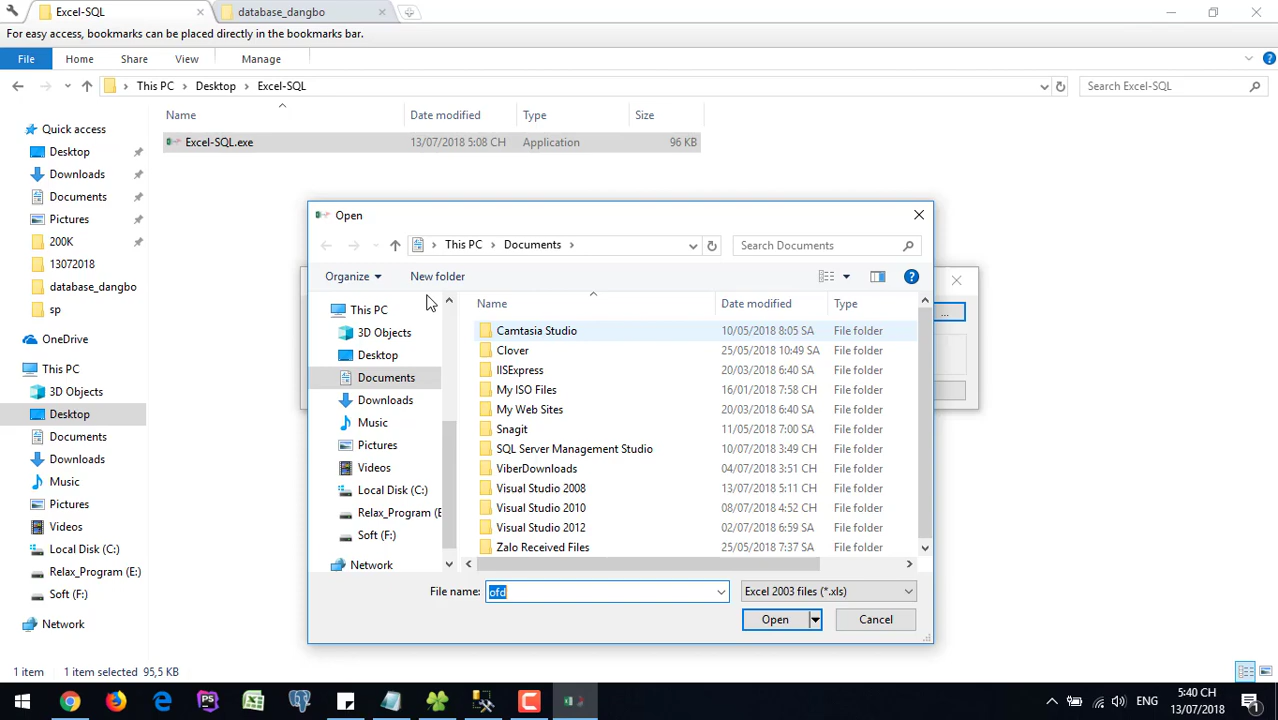 Excel-SQL
database_dangbo
For easy access, bookmarks can be placed directly in the bookmarks bar.
File Home Share View Manage
This PC Desktop Excel-SQL
Search Excel-SQL
Name Date modified Type Size
Excel-SQL.exe 13/07/2018 5:08 CH Application 96 KB
Quick access
Desktop
Downloads
Documents
Pictures
200K
13072018
database_dangbo
sp
OneDrive
This PC
3D Objects
Desktop
Documents
Downloads
Music
Pictures
Videos
Local Disk (C:)
Relax_Program (E:)
Soft (F:)
Network
Open
This PC Documents
Search Documents
Organize New folder
This PC
3D Objects
Desktop
Documents
Downloads
Music
Pictures
Videos
Local Disk (C:)
Relax_Program (E
Soft (F:)
Network
Name Date modified Type
Camtasia Studio 10/05/2018 8:05 SA File folder
Clover 25/05/2018 10:49 SA File folder
IISExpress 20/03/2018 6:40 SA File folder
My ISO Files 16/01/2018 7:58 CH File folder
My Web Sites 20/03/2018 6:40 SA File folder
Snagit 11/05/2018 7:00 SA File folder
SQL Server Management Studio 10/07/2018 3:49 CH File folder
ViberDownloads 04/07/2018 3:51 CH File folder
Visual Studio 2008 13/07/2018 5:11 CH File folder
Visual Studio 2010 08/07/2018 4:52 CH File folder
Visual Studio 2012 02/07/2018 6:59 SA File folder
Zalo Received Files 25/05/2018 7:37 SA File folder
File name: ofd Excel 2003 files (*.xls)
Open Cancel
...
1 item 1 item selected 95,5 KB
PS
ENG
5:40 CH
13/07/2018
1